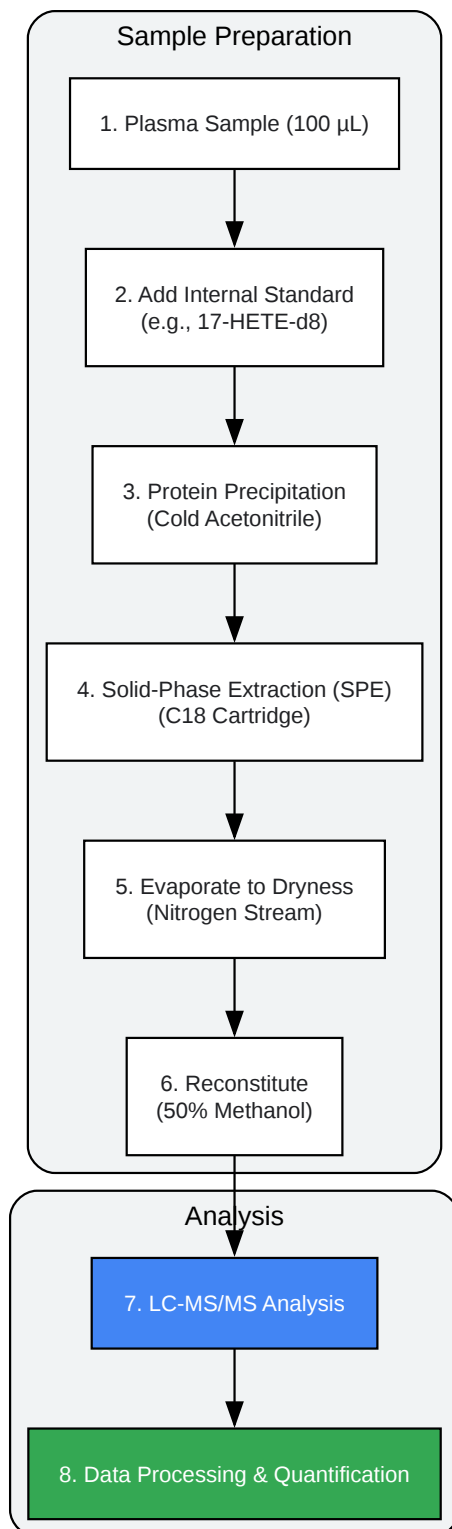 Sample Preparation
1. Plasma Sample (100 µL)
2. Add Internal Standard
(e.g., 17-HETE-d8)
3. Protein Precipitation
(Cold Acetonitrile)
4. Solid-Phase Extraction (SPE)
(C18 Cartridge)
5. Evaporate to Dryness
(Nitrogen Stream)
6. Reconstitute
(50% Methanol)
Analysis
7. LC-MS/MS Analysis
8. Data Processing & Quantification